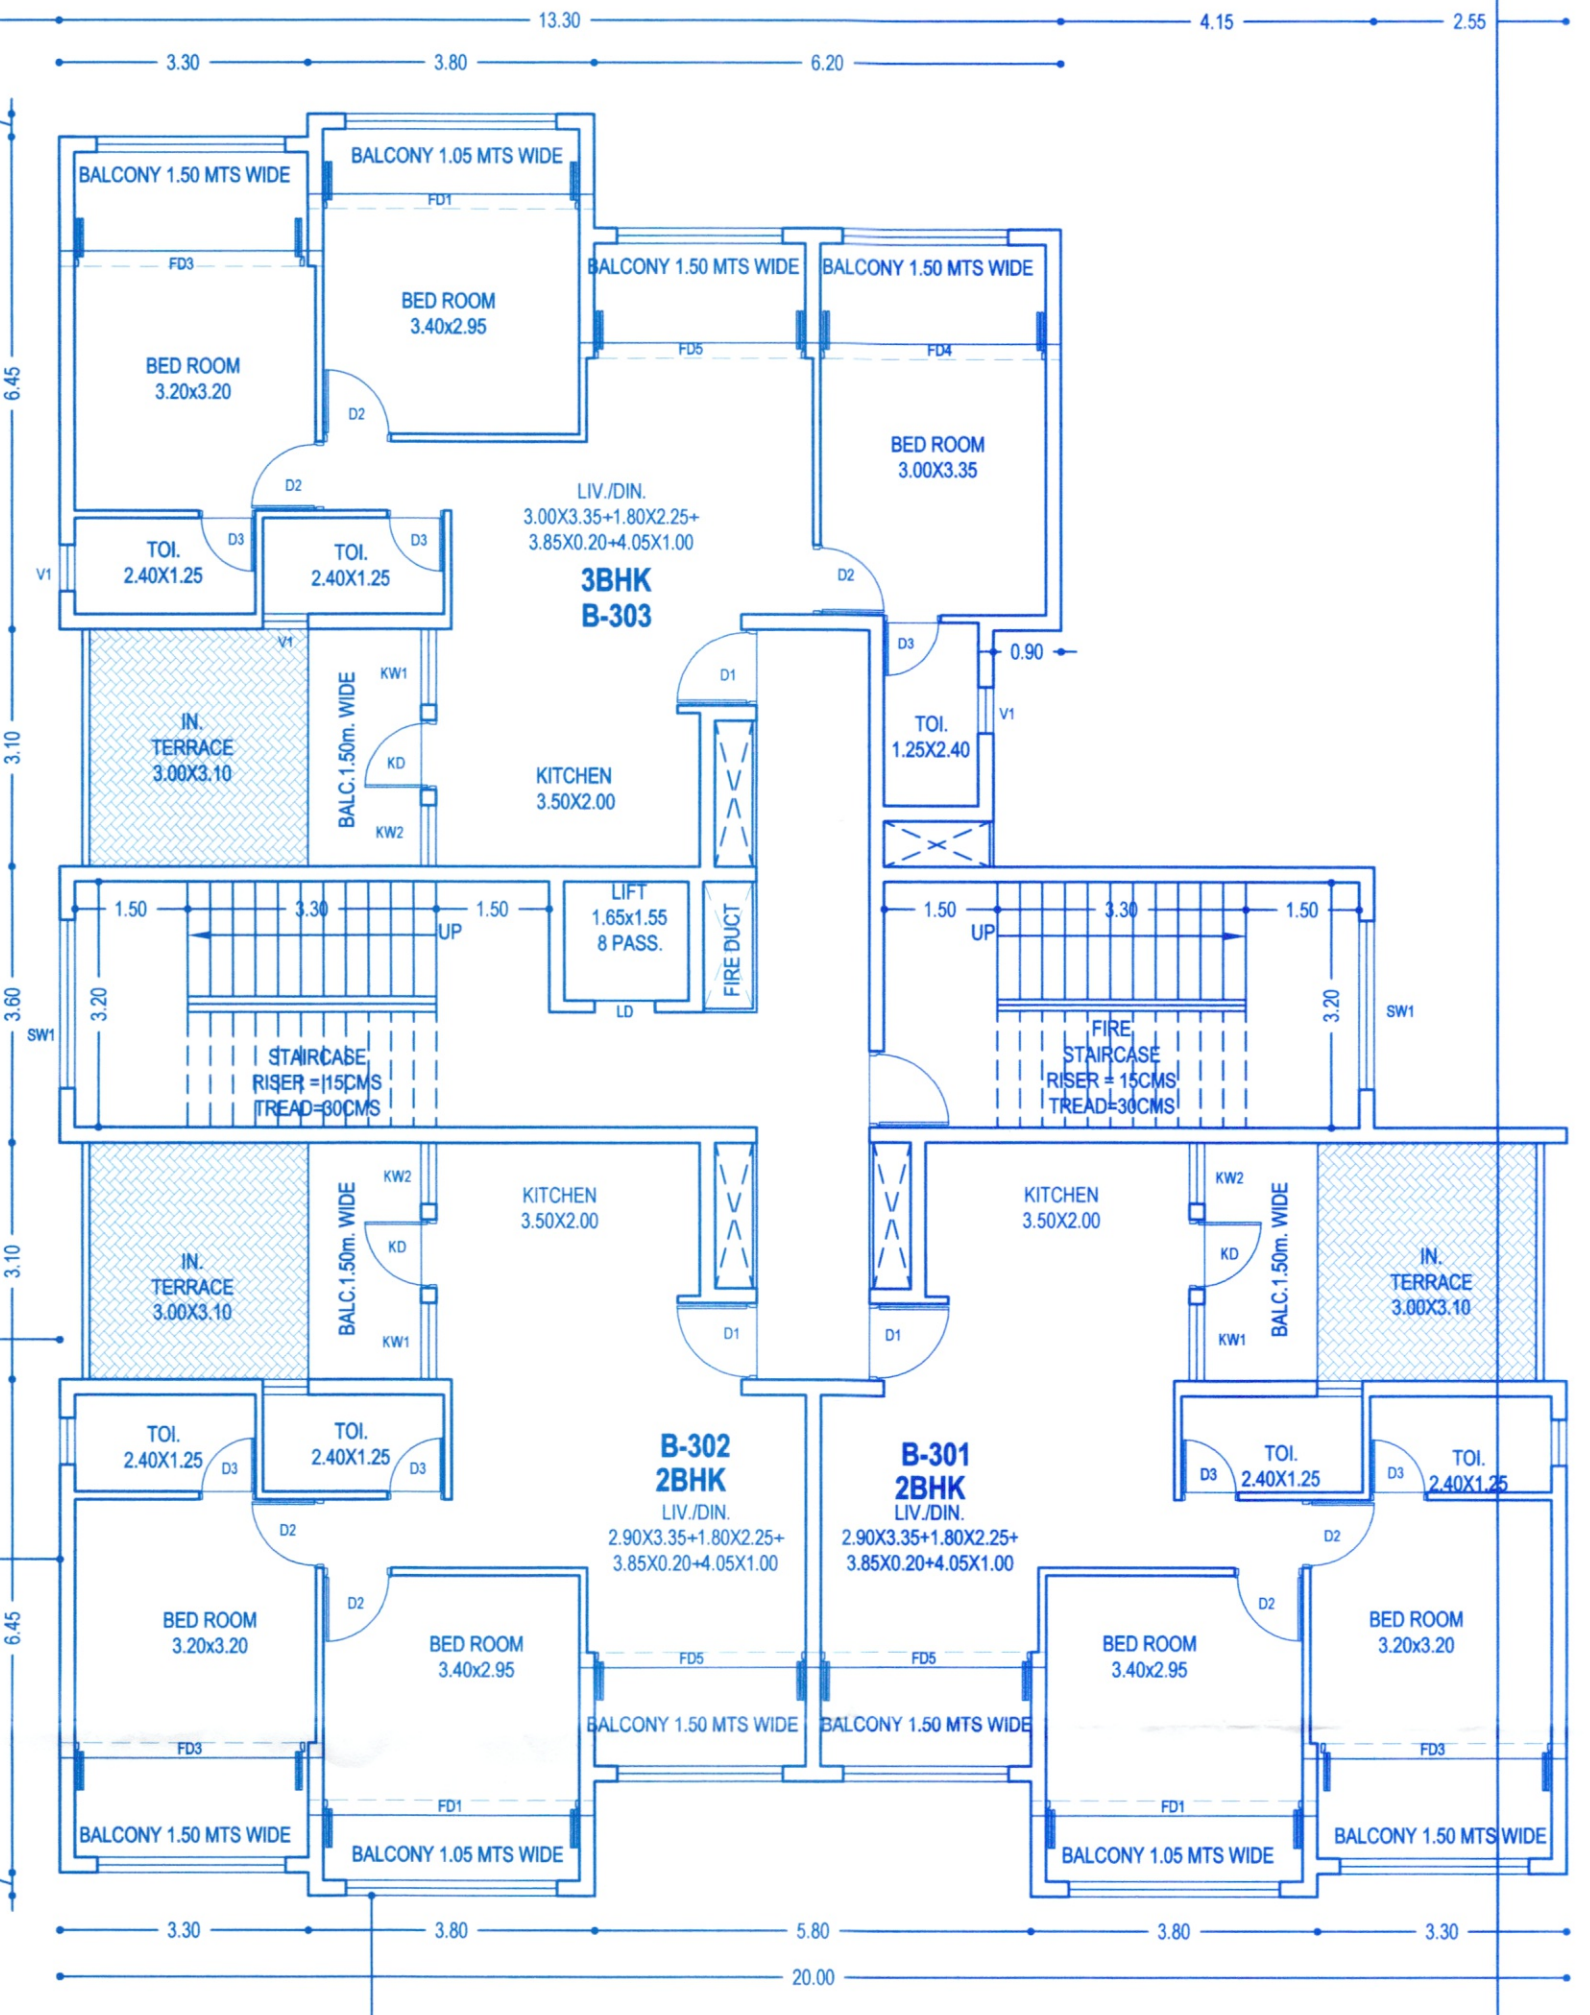 13.30
4.15
2.55
3.30
3.80
6.20
BALCONY 1.05 MTS WIDE
BALCONY 1.50 MTS WIDE
FD1
FD3
BALCONY 1.50 MTS WIDE
BALCONY 1.50 MTS WIDE
BED ROOM
3.40x2.95
FD5
FD4
6.45
BED ROOM
3.20x3.20
D2
BED ROOM
3.00X3.35
D2
LIV./DIN.
3.00X3.35+1.80X2.25+
3.85X0.20+4.05X1.00
3BHK
B-303
TOI.
2.40X1.25
D3
TOI.
2.40X1.25
D3
V1
D2
V1
D3
0.90
KW1
D1
BALC.1.50m. WIDE
V1
IN.
TERRACE
3.00X3.10
TOI.
1.25X2.40
3.10
KD
KITCHEN
3.50X2.00
KW2
LIFT
1.65x1.55
8 PASS.
1.50
3.30
1.50
UP
FIRE DUCT
1.50
3.30
1.50
UP
3.60
3.20
LD
3.20
SW1
SW1
STAIRCASE
RISER = 15CMS
TREAD=30CMS
FIRE
STAIRCASE
RISER = 15CMS
TREAD=30CMS
KW2
KITCHEN
3.50X2.00
KITCHEN
3.50X2.00
KW2
3.10
IN.
TERRACE
3.00X3.10
BALC.1.50m. WIDE
KD
KD
BALC.1.50m. WIDE
IN.
TERRACE
3.00X3.10
KW1
D1
D1
KW1
TOI.
2.40X1.25
D3
TOI.
2.40X1.25
D3
B-302
2BHK
LIV./DIN.
2.90X3.35+1.80X2.25+
3.85X0.20+4.05X1.00
B-301
2BHK
LIV./DIN.
2.90X3.35+1.80X2.25+
3.85X0.20+4.05X1.00
D3
TOI.
2.40X1.25
D3
TOI.
2.40X1.25
D2
D2
D2
D2
6.45
BED ROOM
3.20x3.20
BED ROOM
3.40x2.95
BED ROOM
3.40x2.95
BED ROOM
3.20x3.20
FD5
FD5
BALCONY 1.50 MTS WIDE
BALCONY 1.50 MTS WIDE
FD3
FD3
FD1
FD1
BALCONY 1.50 MTS WIDE
BALCONY 1.05 MTS WIDE
BALCONY 1.05 MTS WIDE
BALCONY 1.50 MTS WIDE
3.30
3.80
5.80
3.80
3.30
20.00